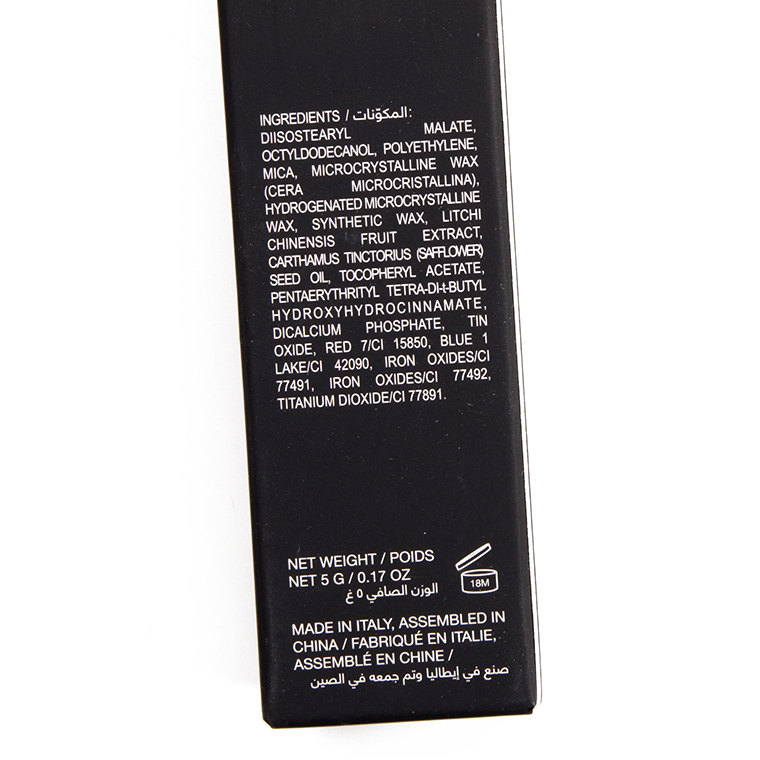 INGREDIENTS / المكوّنات:
DIISOSTEARYL MALATE,
OCTYLDODECANOL, POLYETHYLENE,
MICA, MICROCRYSTALLINE WAX
(CERA MICROCRISTALLINA),
HYDROGENATED MICROCRYSTALLINE
WAX, SYNTHETIC WAX, LITCHI
CHINENSIS FRUIT EXTRACT,
CARTHAMUS TINCTORIUS (SAFFLOWER)
SEED OIL, TOCOPHERYL ACETATE,
PENTAERYTHRITYL TETRA-DI-t-BUTYL
HYDROXYHYDROCINNAMATE,
DICALCIUM PHOSPHATE, TIN
OXIDE, RED 7/CI 15850, BLUE 1
LAKE/CI 42090, IRON OXIDES/CI
77491, IRON OXIDES/CI 77492,
TITANIUM DIOXIDE/CI 77891.
NET WEIGHT / POIDS
NET 5 G / 0.17 OZ
الوزن الصافي ٥ غ
18M
MADE IN ITALY, ASSEMBLED IN
CHINA / FABRIQUÉ EN ITALIE,
ASSEMBLÉ EN CHINE /
صنع في إيطاليا وتم جمعه في الصين